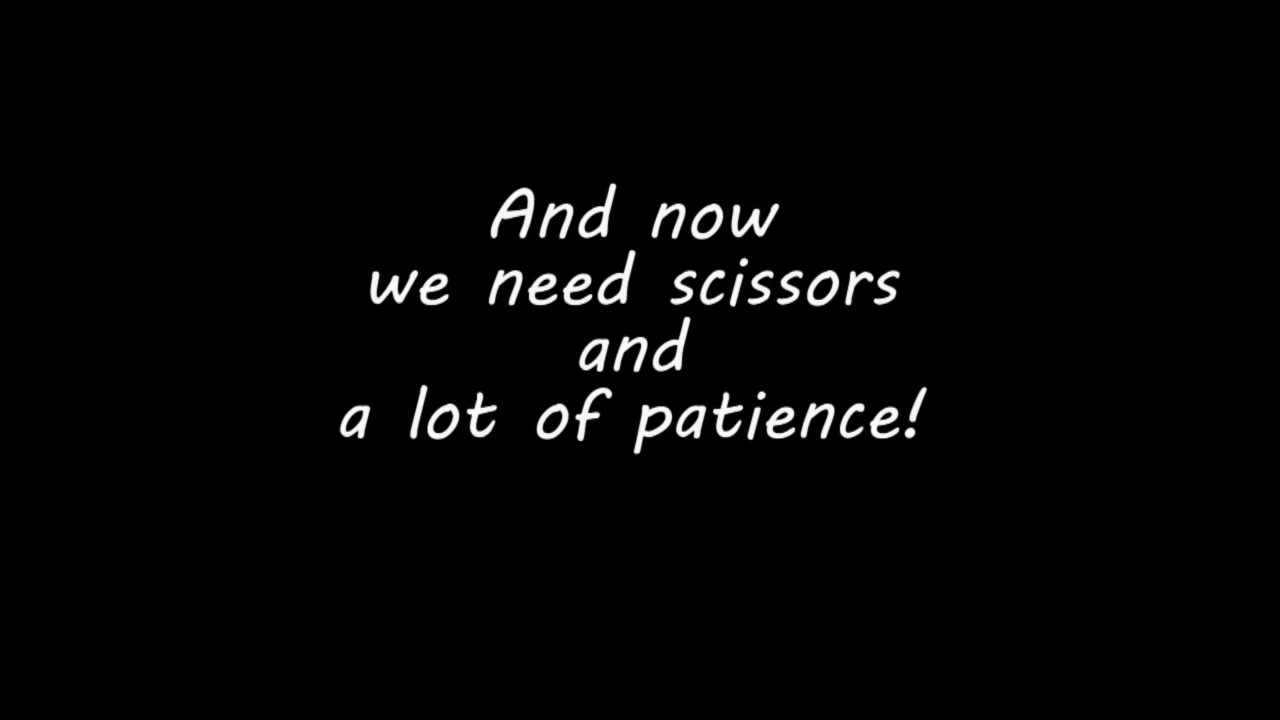 And now
we need scissors
and
a lot of patience!